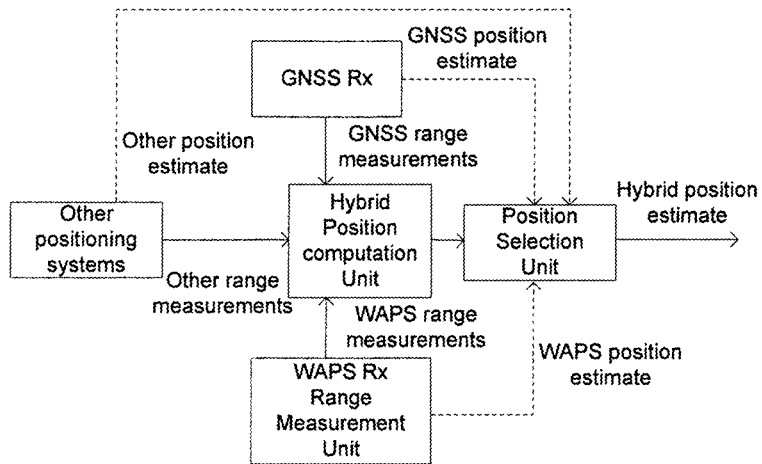 GNSS position
estimate
GNSS Rx
Other position
estimate
GNSS range
measurements
Other
positioning
systems
Hybrid
Position
computation
Unit
Position
Selection
Unit
Hybrid position
estimate
Other range
measurements
WAPS range
measurements
WAPS position
estimate
WAPS Rx
Range
Measurement
Unit